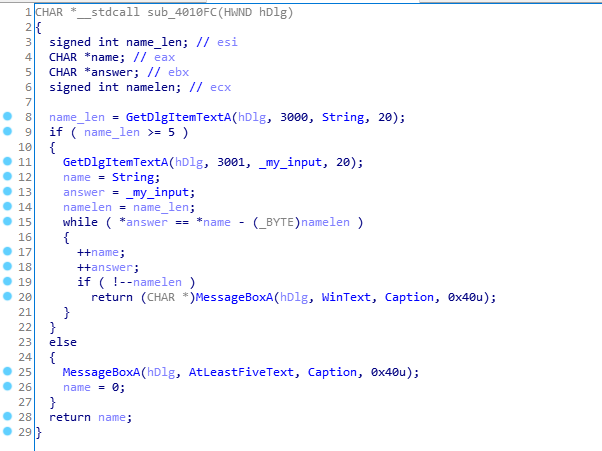 1 CHAR *__stdcall sub_4010FC(HWND hDlg)
2 {
3 signed int name_len; // esi
4 CHAR *name; // eax
5 CHAR *answer; // ebx
6 signed int namelen; // ecx
7
8 name_len = GetDlgItemTextA(hDlg, 3000, String, 20);
9 if ( name_len >= 5 )
10 {
11 GetDlgItemTextA(hDlg, 3001, _my_input, 20);
12 name = String;
13 answer = _my_input;
14 namelen = name_len;
15 while ( *answer == *name - (_BYTE)namelen )
16 {
17 ++name;
18 ++answer;
19 if ( !--namelen )
20 return (CHAR *)MessageBoxA(hDlg, WinText, Caption, 0x40u);
21 }
22 }
23 else
24 {
25 MessageBoxA(hDlg, AtLeastFiveText, Caption, 0x40u);
26 name = 0;
27 }
28 return name;
29 }